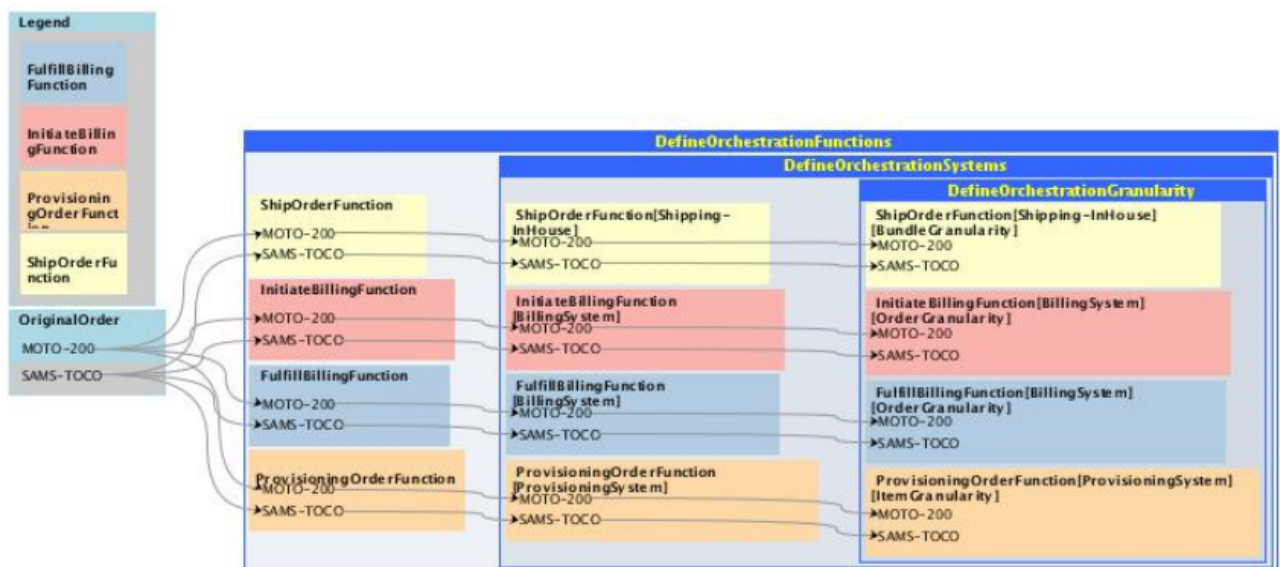 Legend
FulfillBilling
Function
InitiateBillin
gFunction
Provisionin
gOrderFunct
ShipOrderFu
nction
OriginalOrder
MOTO-200
SAMS-TOCO
DefineOrchestrationFunctions
ShipOrderFunction
MOTO-200
SAMS-TOCO
InitiateBillingFunction
MOTO-200
SAMS-TOCO
FulfillBillingFunction
MOTO-200
SAMS-TOCO
ProvisioningOrderFunction
MOTO-200
SAMS-TOCO
DefineOrchestrationSystems
ShipOrderFunction[Shipping-
InHouse]
MOTO-200
SAMS-TOCO
InitiateBillingFunction
[BillingSystem]
MOTO-200
SAMS-TOCO
FulfillBillingFunction
[BillingSystem]
MOTO-200
SAMS-TOCO
ProvisioningOrderFunction
[ProvisioningSystem]
MOTO-200
SAMS-TOCO
DefineOrchestrationGranularity
ShipOrderFunction[Shipping-InHouse]
[BundleGranularity]
MOTO-200
SAMS-TOCO
InitiateBillingFunction[BillingSystem]
[OrderGranularity]
MOTO-200
SAMS-TOCO
FulfillBillingFunction[BillingSystem]
[OrderGranularity]
MOTO-200
SAMS-TOCO
ProvisioningOrderFunction[ProvisioningSystem]
[ItemGranularity]
MOTO-200
SAMS-TOCO